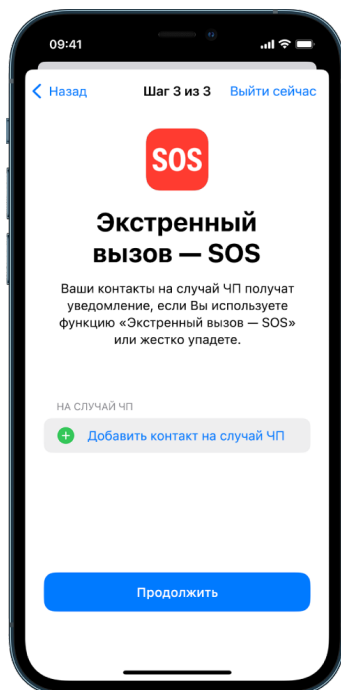 09:41
Назад Шаг 3 из 3 Выйти сейчас
SOS
Экстренный
вызов — SOS
Ваши контакты на случай ЧП получат
уведомление, если Вы используете
функцию «Экстренный вызов — SOS»
или жестко упадете.
НА СЛУЧАЙ ЧП
Добавить контакт на случай ЧП
Продолжить